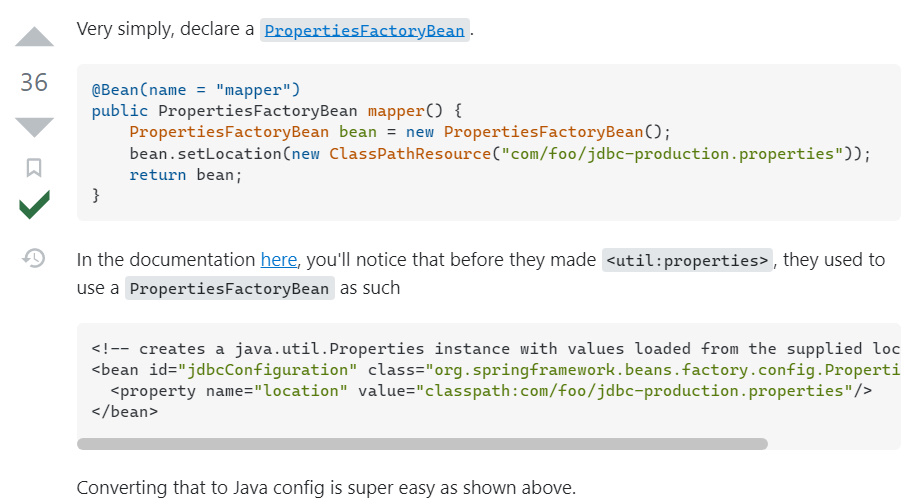 Very simply, declare a PropertiesFactoryBean.
36
@Bean(name = "mapper")
public PropertiesFactoryBean mapper() {
    PropertiesFactoryBean bean = new PropertiesFactoryBean();
    bean.setLocation(new ClassPathResource("com/foo/jdbc-production.properties"));
    return bean;
}
In the documentation here, you'll notice that before they made <util:properties>, they used to
use a PropertiesFactoryBean as such
<!-- creates a java.util.Properties instance with values loaded from the supplied loc
<bean id="jdbcConfiguration" class="org.springframework.beans.factory.config.Properti
  <property name="location" value="classpath:com/foo/jdbc-production.properties"/>
</bean>
Converting that to Java config is super easy as shown above.